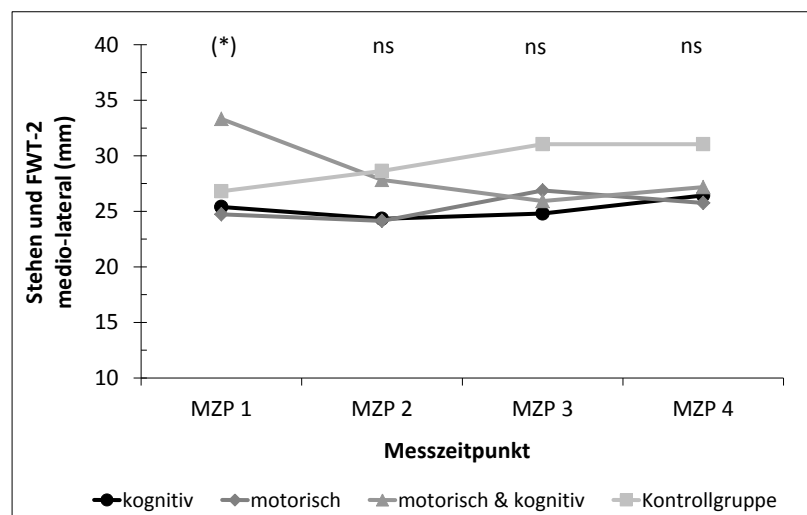 Stehen und FWT-2
medio-lateral (mm)
40
35
30
25
20
15
10
(*) ns ns ns
MZP 1 MZP 2 MZP 3 MZP 4
Messzeitpunkt
kognitiv motorisch motorisch & kognitiv Kontrollgruppe